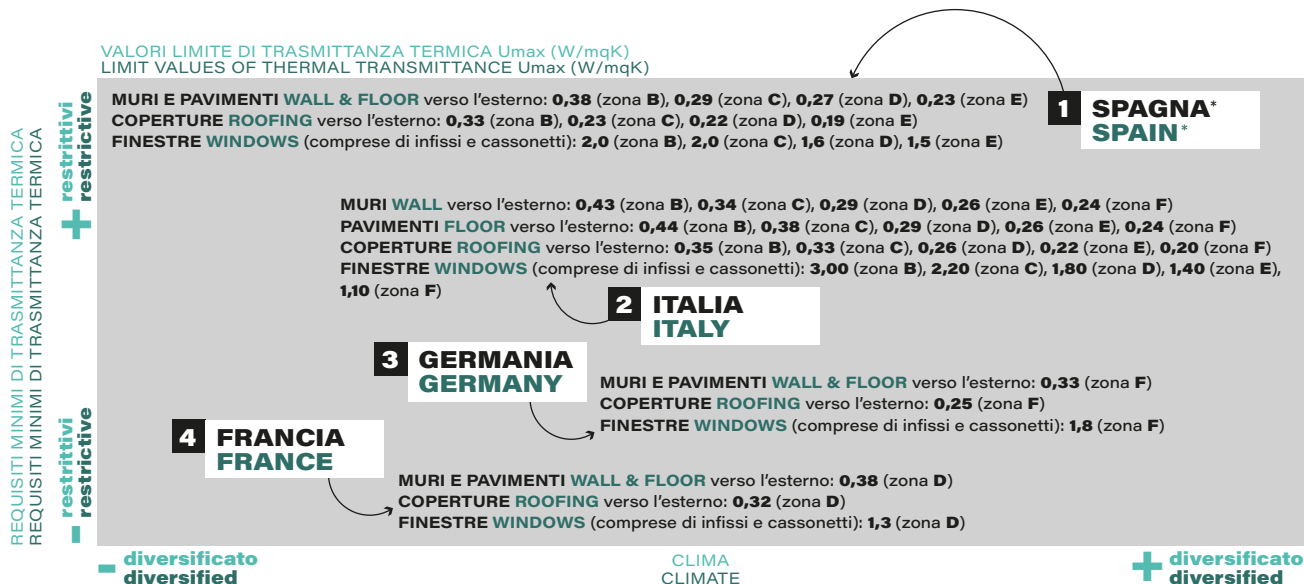 VALORI LIMITE DI TRASMITTANZA TERMICA Umax (W/mqK)
LIMIT VALUES OF THERMAL TRANSMITTANCE Umax (W/mqK)
REQUISITI MINIMI DI TRASMITTANZA TERMICA
REQUISITI MINIMI DI TRASMITTANZA TERMICA
+ restrittivi
restrictive
MURI E PAVIMENTI WALL & FLOOR verso l'esterno: 0,38 (zona B), 0,29 (zona C), 0,27 (zona D), 0,23 (zona E)
COPERTURE ROOFING verso l'esterno: 0,33 (zona B), 0,23 (zona C), 0,22 (zona D), 0,19 (zona E)
FINESTRE WINDOWS (comprese di infissi e cassonetti): 2,0 (zona B), 2,0 (zona C), 1,6 (zona D), 1,5 (zona E)
1 SPAGNA*
SPAIN*
MURI WALL verso l'esterno: 0,43 (zona B), 0,34 (zona C), 0,29 (zona D), 0,26 (zona E), 0,24 (zona F)
PAVIMENTI FLOOR verso l'esterno: 0,44 (zona B), 0,38 (zona C), 0,29 (zona D), 0,26 (zona E), 0,24 (zona F)
COPERTURE ROOFING verso l'esterno: 0,35 (zona B), 0,33 (zona C), 0,26 (zona D), 0,22 (zona E), 0,20 (zona F)
FINESTRE WINDOWS (comprese di infissi e cassonetti): 3,00 (zona B), 2,20 (zona C), 1,80 (zona D), 1,40 (zona E),
1,10 (zona F)
2 ITALIA
ITALY
3 GERMANIA
GERMANY
MURI E PAVIMENTI WALL & FLOOR verso l'esterno: 0,33 (zona F)
COPERTURE ROOFING verso l'esterno: 0,25 (zona F)
FINESTRE WINDOWS (comprese di infissi e cassonetti): 1,8 (zona F)
4 FRANCIA
FRANCE
MURI E PAVIMENTI WALL & FLOOR verso l'esterno: 0,38 (zona D)
COPERTURE ROOFING verso l'esterno: 0,32 (zona D)
FINESTRE WINDOWS (comprese di infissi e cassonetti): 1,3 (zona D)
- restrittivi
restrictive
- diversificato
diversified
CLIMA
CLIMATE
+ diversificato
diversified